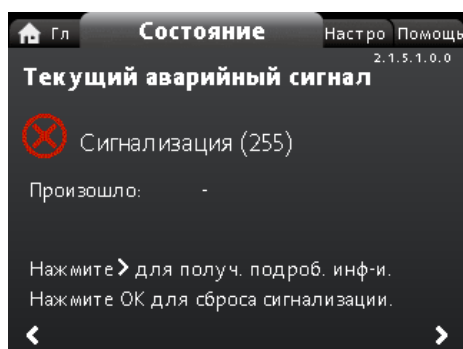 Гл Состояние Настро Помощь
2.1.5.1.0.0
Текущий аварийный сигнал
Сигнализация (255)
Произошло: -
Нажмите > для получ. подроб. инф-и.
Нажмите OK для сброса сигнализации.